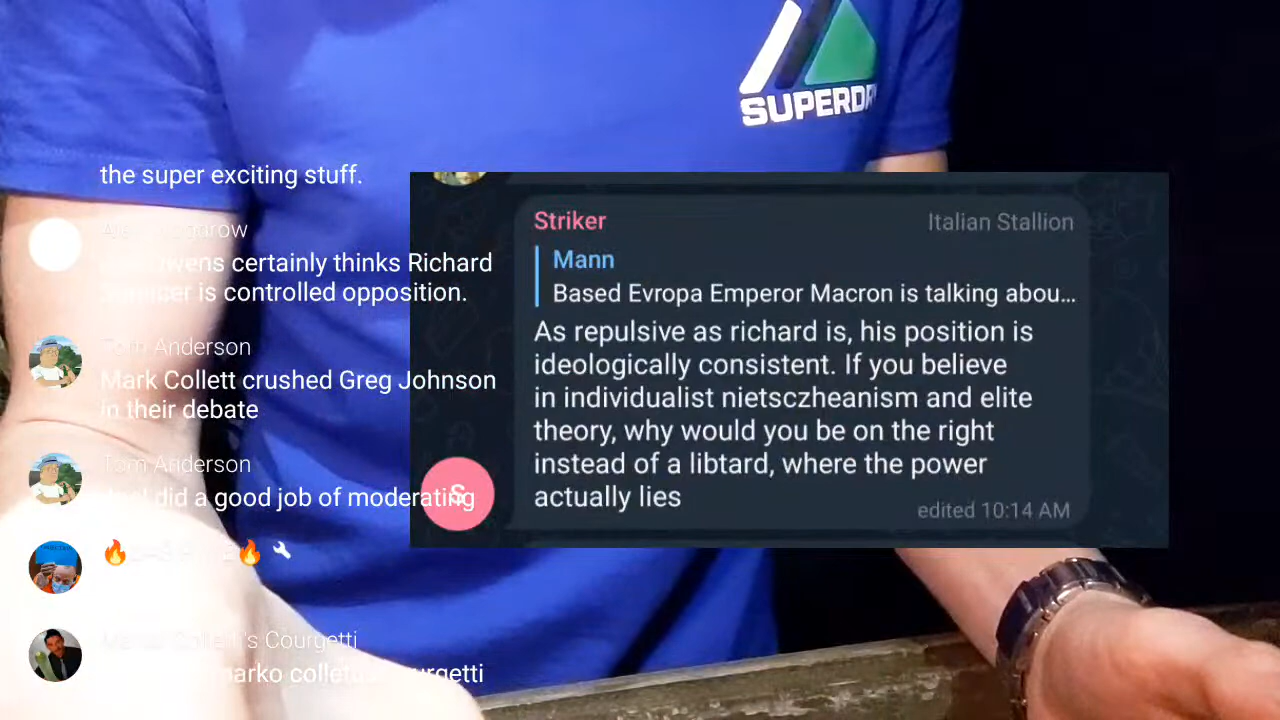 SUPERDRY
the super exciting stuff.
certainly thinks Richard
is controlled opposition.
Tom Anderson
Mark Collett crushed Greg Johnson
in their debate
Tom Anderson
did a good job of moderating
🔥 🔥 🔧
Courgetti
Striker
Italian Stallion
Mann
Based Evropa Emperor Macron is talking abou...
As repulsive as richard is, his position is
ideologically consistent. If you believe
in individualist nietsczheanism and elite
theory, why would you be on the right
instead of a libtard, where the power
actually lies
S
edited 10:14 AM